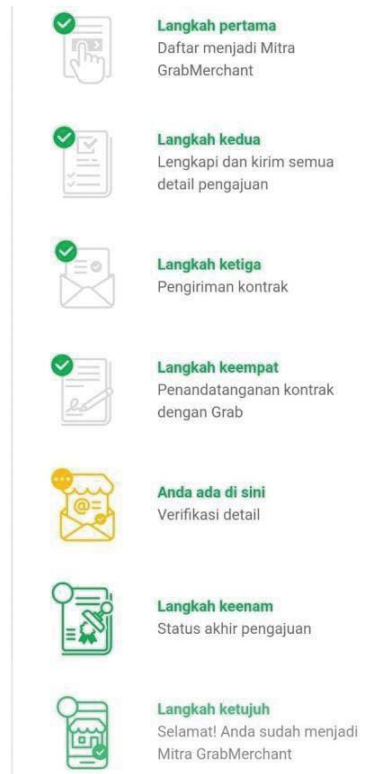 Langkah pertama
Daftar menjadi Mitra
GrabMerchant
Langkah kedua
Lengkapi dan kirim semua
detail pengajuan
Langkah ketiga
Pengiriman kontrak
Langkah keempat
Penandatanganan kontrak
dengan Grab
Anda ada di sini
Verifikasi detail
Langkah keenam
Status akhir pengajuan
Langkah ketujuh
Selamat! Anda sudah menjadi
Mitra GrabMerchant